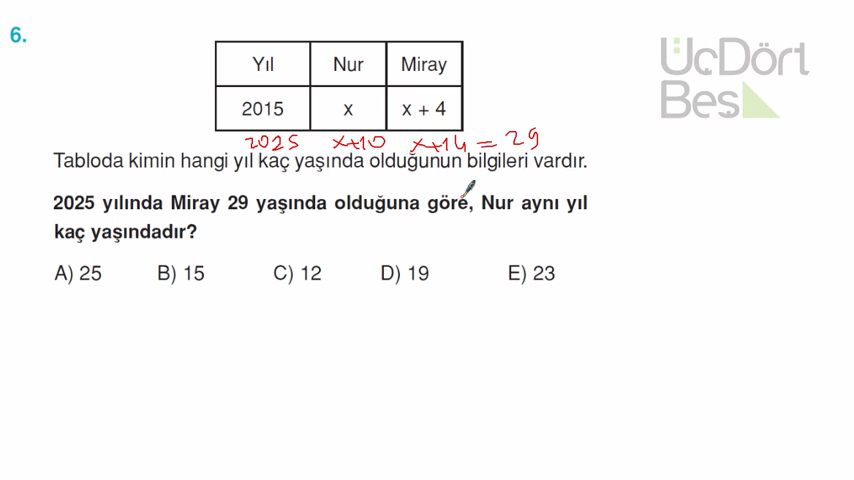 6.
ÜçDört
Beş
Yıl Nur Miray
2015 x x + 4
2025 x+10 x+14 = 29
Tabloda kimin hangi yıl kaç yaşında olduğunun bilgileri vardır.
2025 yılında Miray 29 yaşında olduğuna göre, Nur aynı yıl
kaç yaşındadır?
A) 25 B) 15 C) 12 D) 19 E) 23